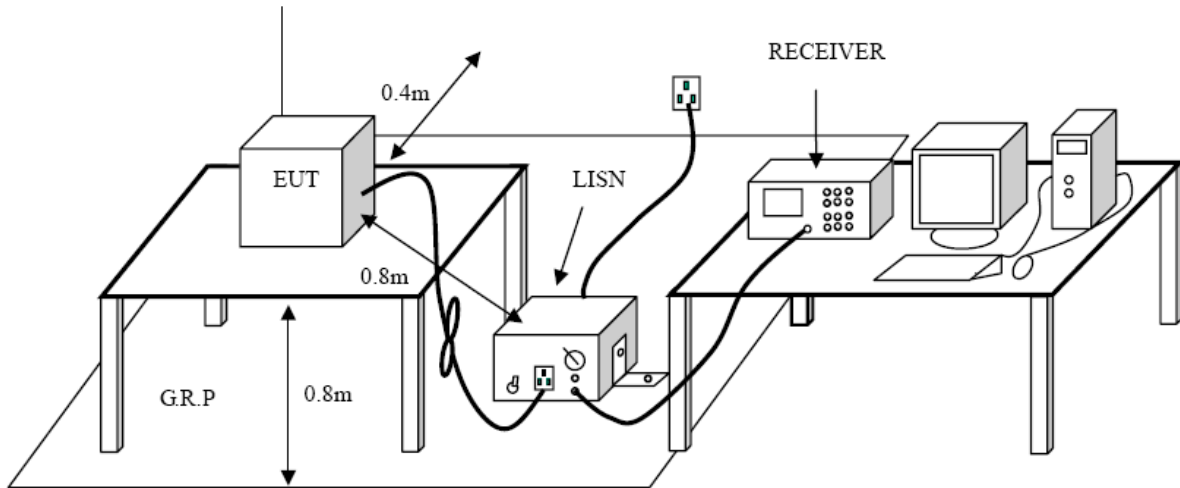 RECEIVER
0.4m
EUT
LISN
0.8m
G.R.P
0.8m